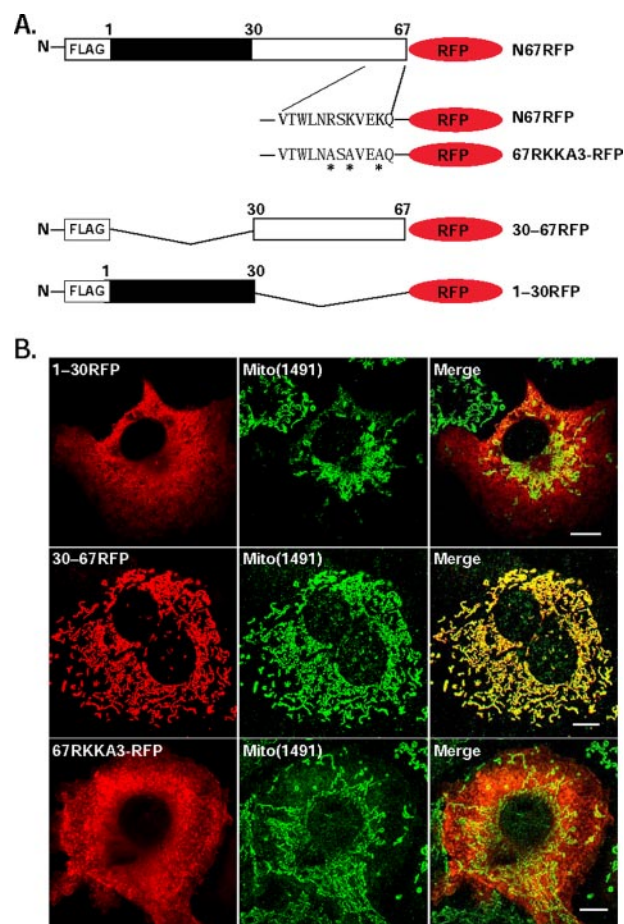 A.
1 30 67
N FLAG RFP N67RFP
VTWLNRSKVEKQ RFP N67RFP
VTWLNASAVEAQ RFP 67RKKA3-RFP
* * *
30 67
N FLAG RFP 30–67RFP
1 30
N FLAG RFP 1–30RFP
B.
1–30RFP Mito(1491) Merge
30–67RFP Mito(1491) Merge
67RKKA3-RFP Mito(1491) Merge